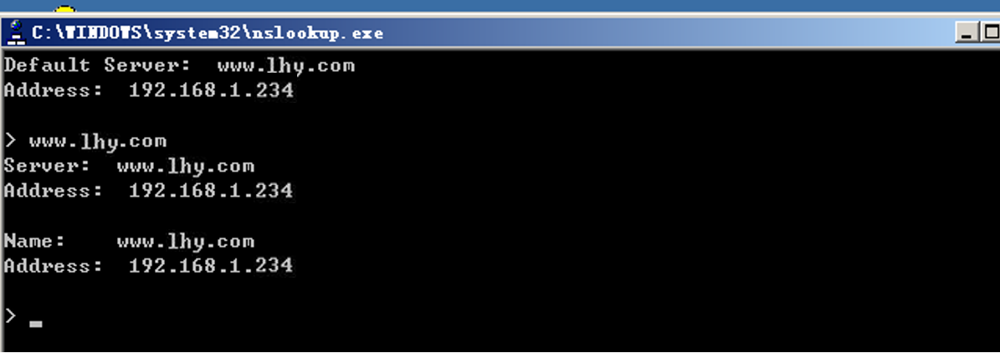 C:\WINDOWS\system32\nslookup.exe
Default Server:  www.lhy.com
Address:  192.168.1.234
> www.lhy.com
Server:  www.lhy.com
Address:  192.168.1.234
Name:    www.lhy.com
Address:  192.168.1.234
>